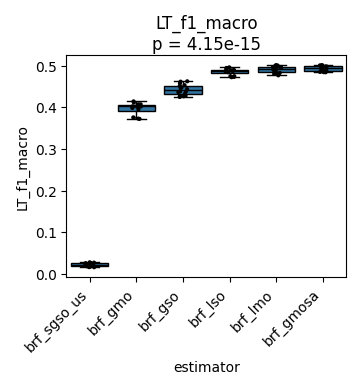 LT_f1_macro
p = 4.15e-15
LT_f1_macro
0.5
0.4
0.3
0.2
0.1
0.0
brf_sgso_us
brf_gmo
brf_gso
brf_lso
brf_lmo
brf_gmosa
estimator